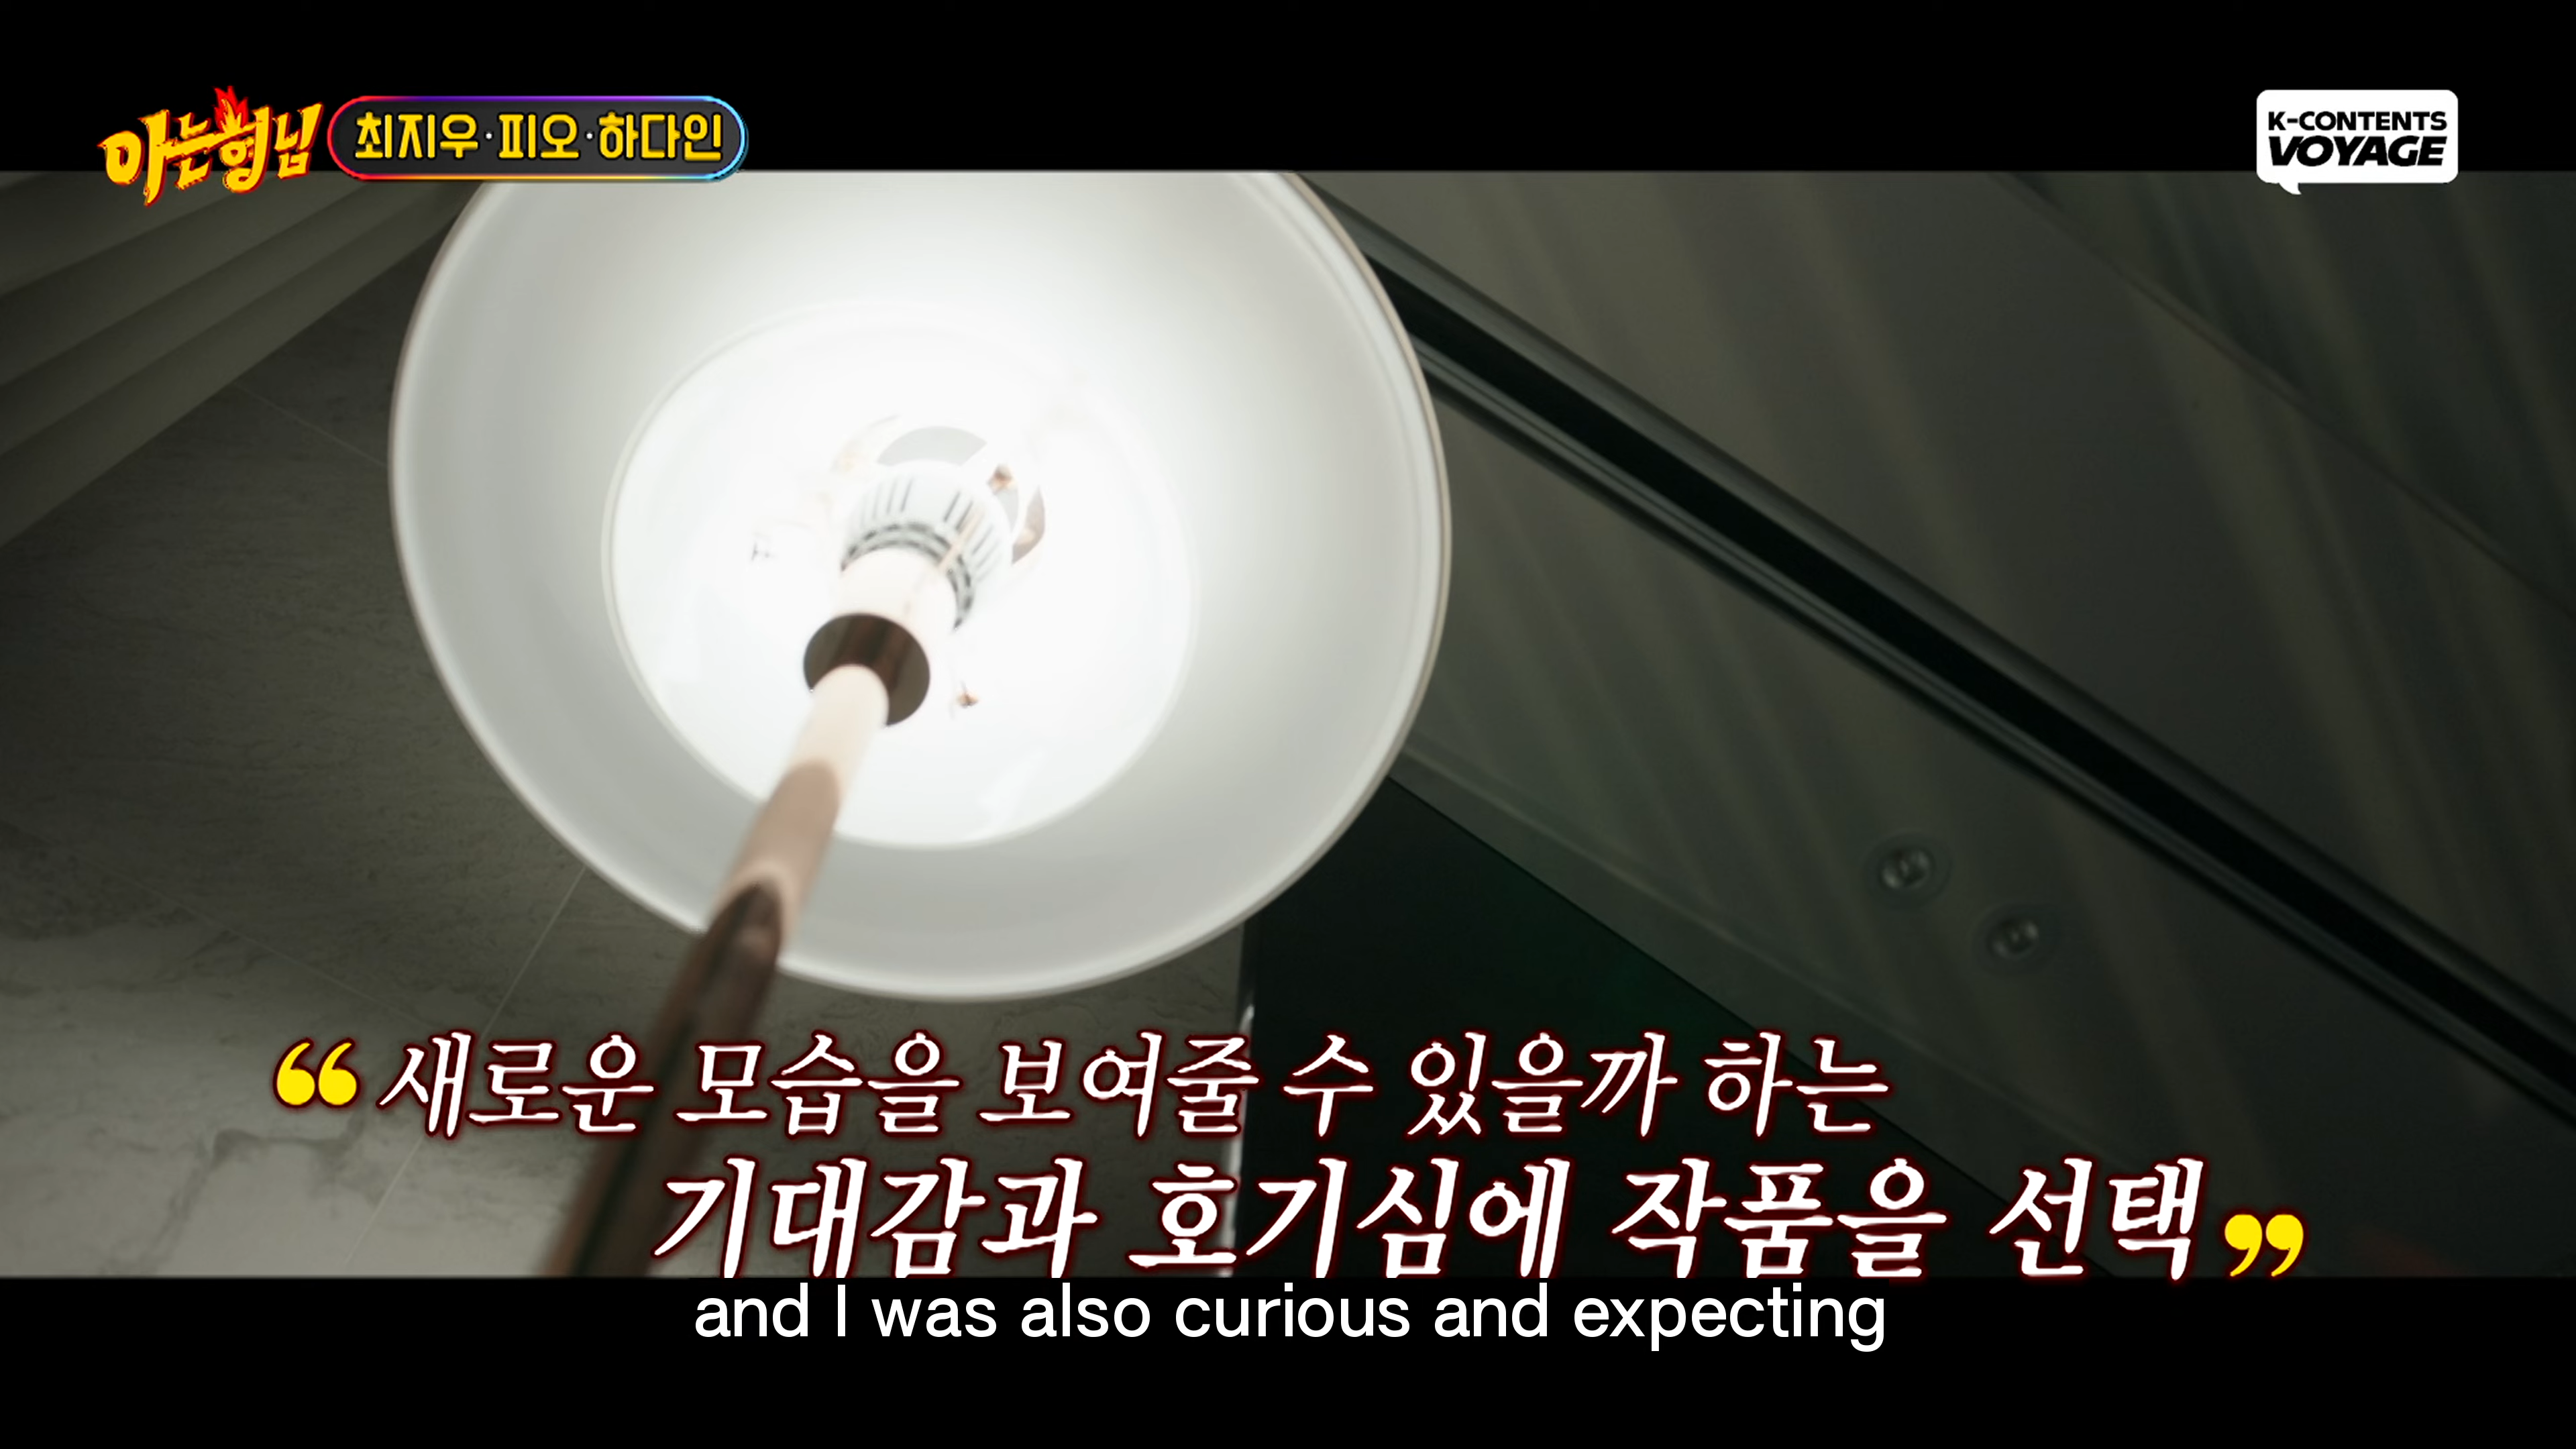 아는형님
최지우·피오·하다인
K-CONTENTS
VOYAGE
“새로운 모습을 보여줄 수 있을까 하는
기대감과 호기심에 작품을 선택”
and I was also curious and expecting